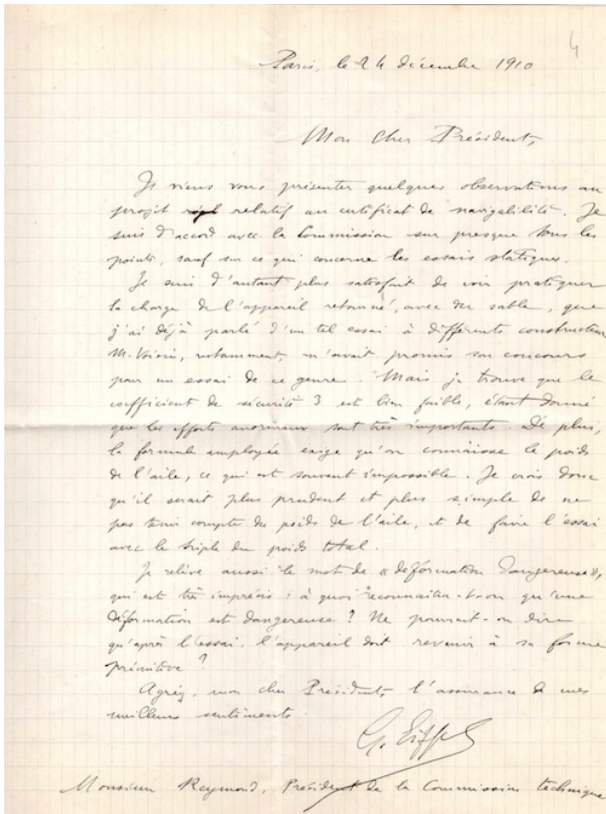 4
Paris, le 24 décembre 1910
Mon cher Président,
Je viens vous présenter quelques observations au
projet relatif au certificat de navigabilité. Je
suis d'accord avec la Commission sur presque tous les
points, sauf sur ce qui concerne les essais statiques.
Je suis d'autant plus satisfait de voir pratiquer
la charge de l'appareil retourné, avec du sable, que
j'ai déjà parlé d'un tel essai à différents constructeurs
M. Voisin, notamment, m'avait promis son concours
pour un essai de ce genre. Mais je trouve que le
coefficient de sécurité 3 est bien faible, étant donné
que les efforts anormaux sont très importants. De plus,
la formule employée exige qu'on connaisse le poids
de l'aile, ce qui est souvent impossible. Je crois donc
qu'il serait plus prudent et plus simple de ne
pas tenir compte du poids de l'aile, et de faire l'essai
avec le triple du poids total.
Je relève aussi le mot de « déformation dangereuse »,
qui est très imprécis : à quoi reconnaitra-t-on qu'une
déformation est dangereuse ? Ne pourrait-on dire
qu'après l'essai, l'appareil doit revenir à sa forme
primitive ?
Agréez, mon cher Président, l'assurance de mes
meilleurs sentiments.
G. Eiffel
Monsieur Raymond, Président de la Commission technique